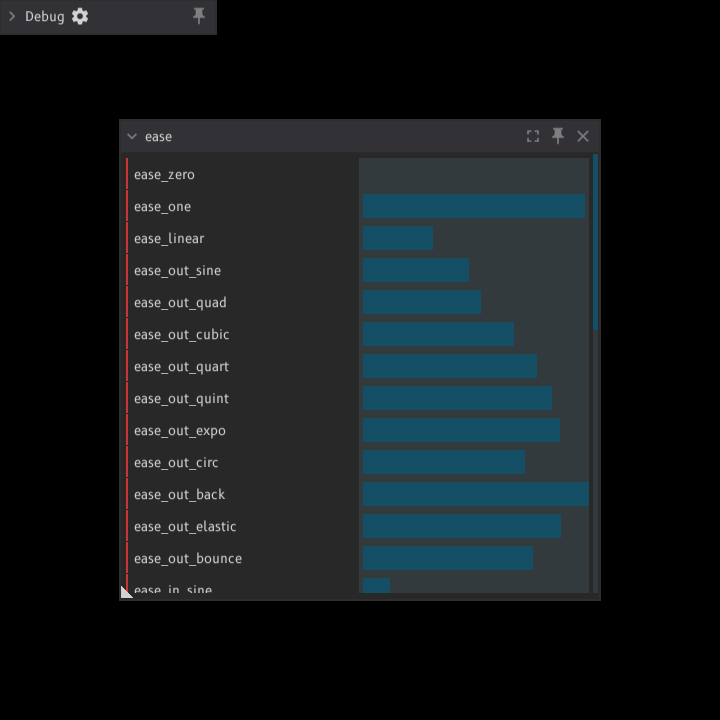 Debug
ease
ease_zero
ease_one
ease_linear
ease_out_sine
ease_out_quad
ease_out_cubic
ease_out_quart
ease_out_quint
ease_out_expo
ease_out_circ
ease_out_back
ease_out_elastic
ease_out_bounce
ease_in_sine